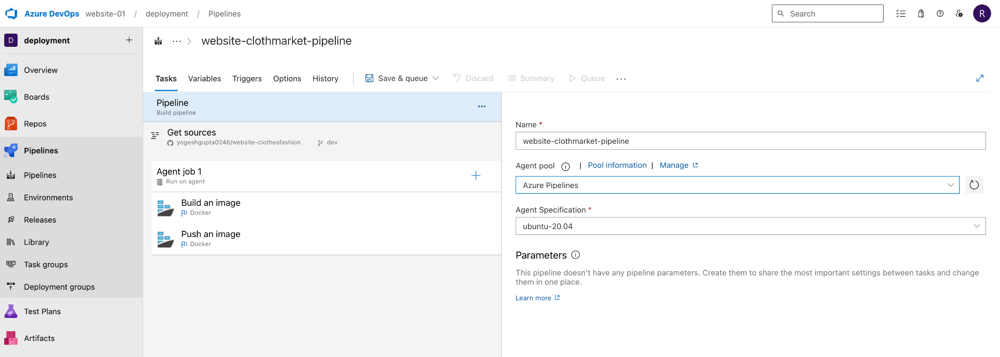 Azure DevOps website-01 / deployment / Pipelines Search R
D deployment
website-clothmarket-pipeline
Overview
Boards
Repos
Pipelines
Pipelines
Environments
Releases
Library
Task groups
Deployment groups
Test Plans
Artifacts
Tasks Variables Triggers Options History Save & queue Discard Summary Queue
Pipeline
Build pipeline
Get sources
yogeshgupta0246/website-clothesfashion dev
Agent job 1
Run on agent
Build an image
Docker
Push an image
Docker
Name *
website-clothmarket-pipeline
Agent pool | Pool information | Manage
Azure Pipelines
Agent Specification *
ubuntu-20.04
Parameters
This pipeline doesn't have any pipeline parameters. Create them to share the most important settings between tasks and change
them in one place.
Learn more